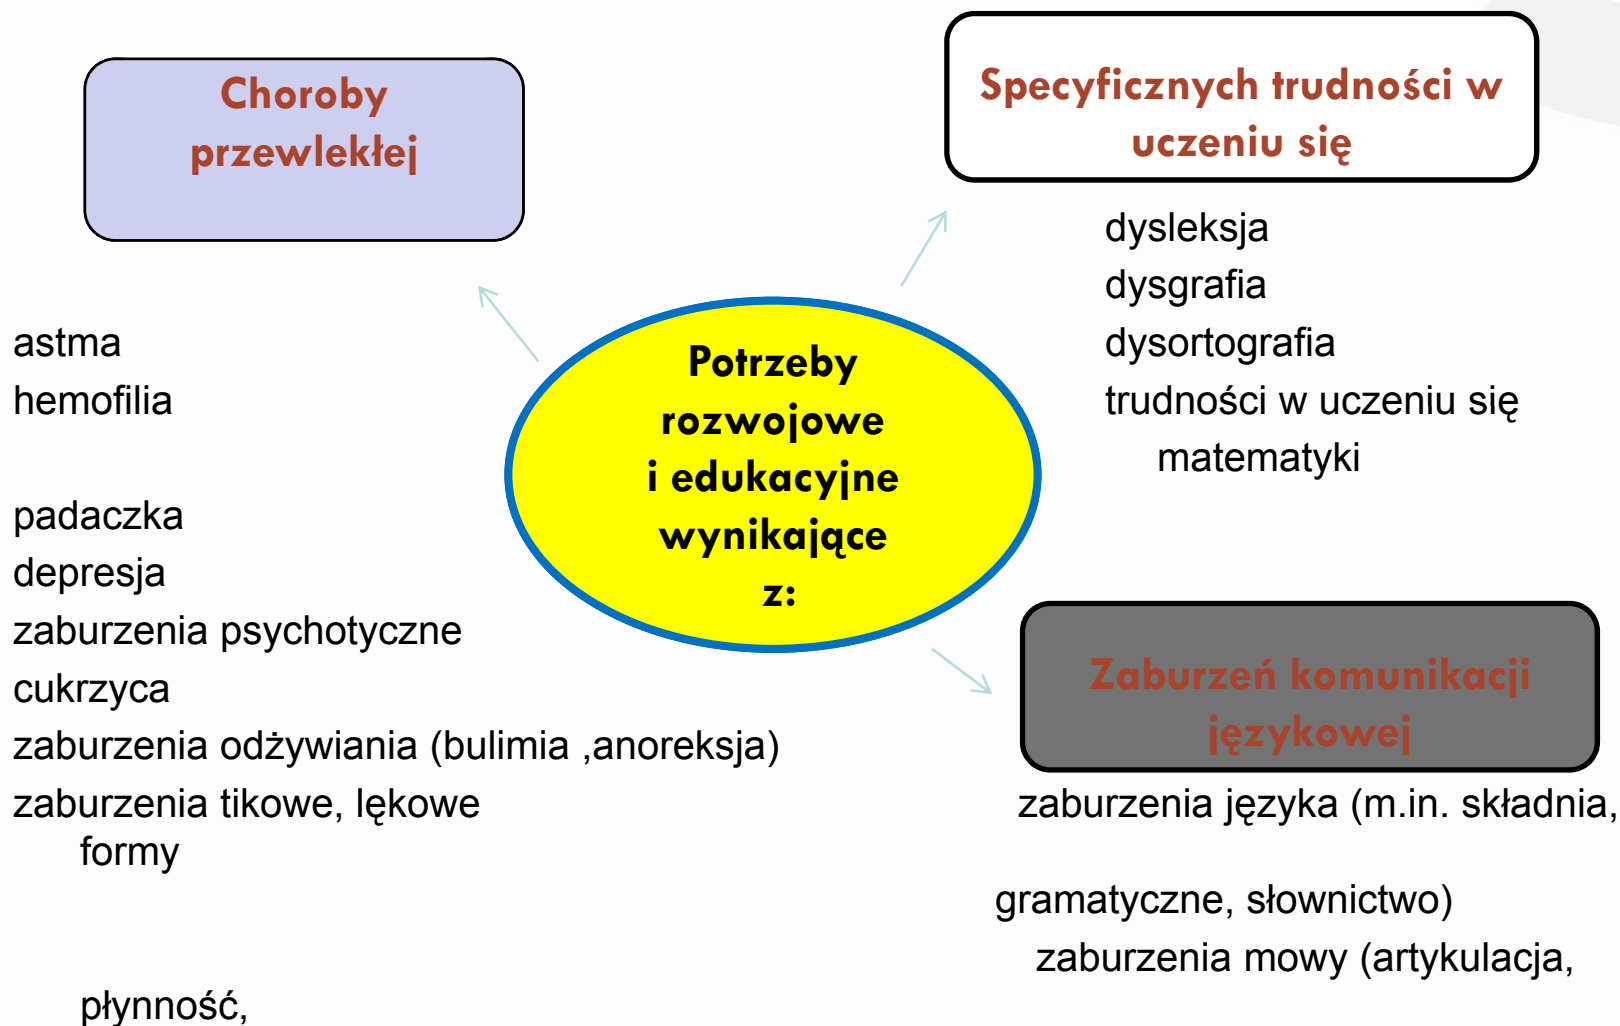 Choroby
przewlekłej
Specyficznych trudności w
uczeniu się
dysleksja
dysgrafia
dysortografia
trudności w uczeniu się
matematyki
astma
hemofilia
padaczka
depresja
zaburzenia psychotyczne
cukrzyca
zaburzenia odżywiania (bulimia ,anoreksja)
zaburzenia tikowe, lękowe
Potrzeby
rozwojowe
i edukacyjne
wynikające
z:
Zaburzeń komunikacji
językowej
zaburzenia języka (m.in. składnia,
formy
gramatyczne, słownictwo)
zaburzenia mowy (artykulacja,
płynność,